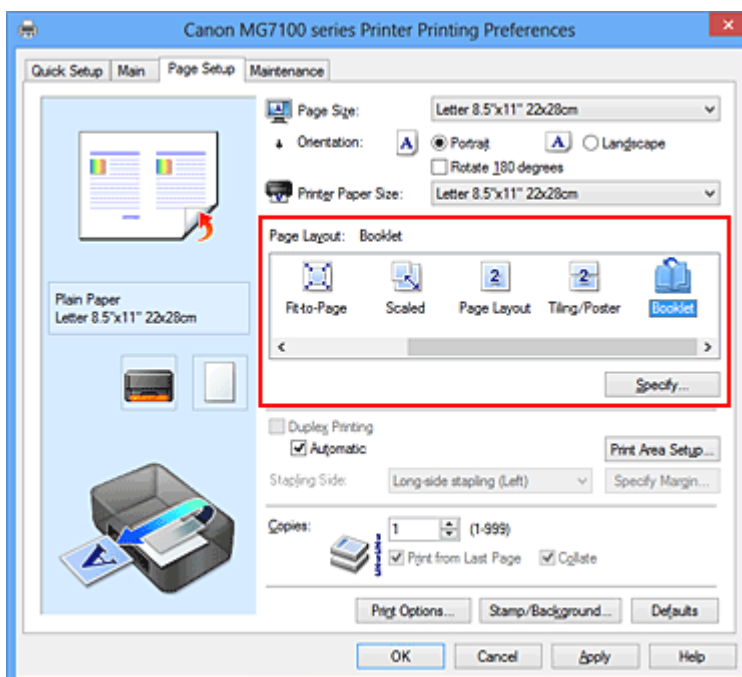 Canon MG7100 series Printer Printing Preferences
Quick Setup Main Page Setup Maintenance
Page Size: Letter 8.5"x11" 22x28cm
Orientation: A Portrait A Landscape
Rotate 180 degrees
Printer Paper Size: Letter 8.5"x11" 22x28cm
Page Layout: Booklet
2 2
Fit-to-Page Scaled Page Layout Tiling/Poster Booklet
Specify...
Plain Paper
Letter 8.5"x11" 22x28cm
Duplex Printing
Automatic
Print Area Setup...
Stapling Side: Long-side stapling (Left) Specify Margin...
Copies: 1 (1-999)
Print from Last Page Collate
A
Print Options... Stamp/Background... Defaults
OK Cancel Apply Help